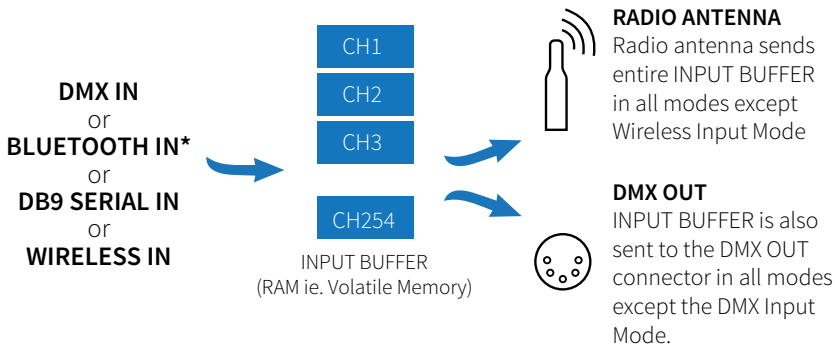 DMX IN
or
BLUETOOTH IN*
or
DB9 SERIAL IN
or
WIRELESS IN
CH1
CH2
CH3
CH254
INPUT BUFFER
(RAM ie. Volatile Memory)
RADIO ANTENNA
Radio antenna sends
entire INPUT BUFFER
in all modes except
Wireless Input Mode
DMX OUT
INPUT BUFFER is also
sent to the DMX OUT
connector in all modes
except the DMX Input
Mode.